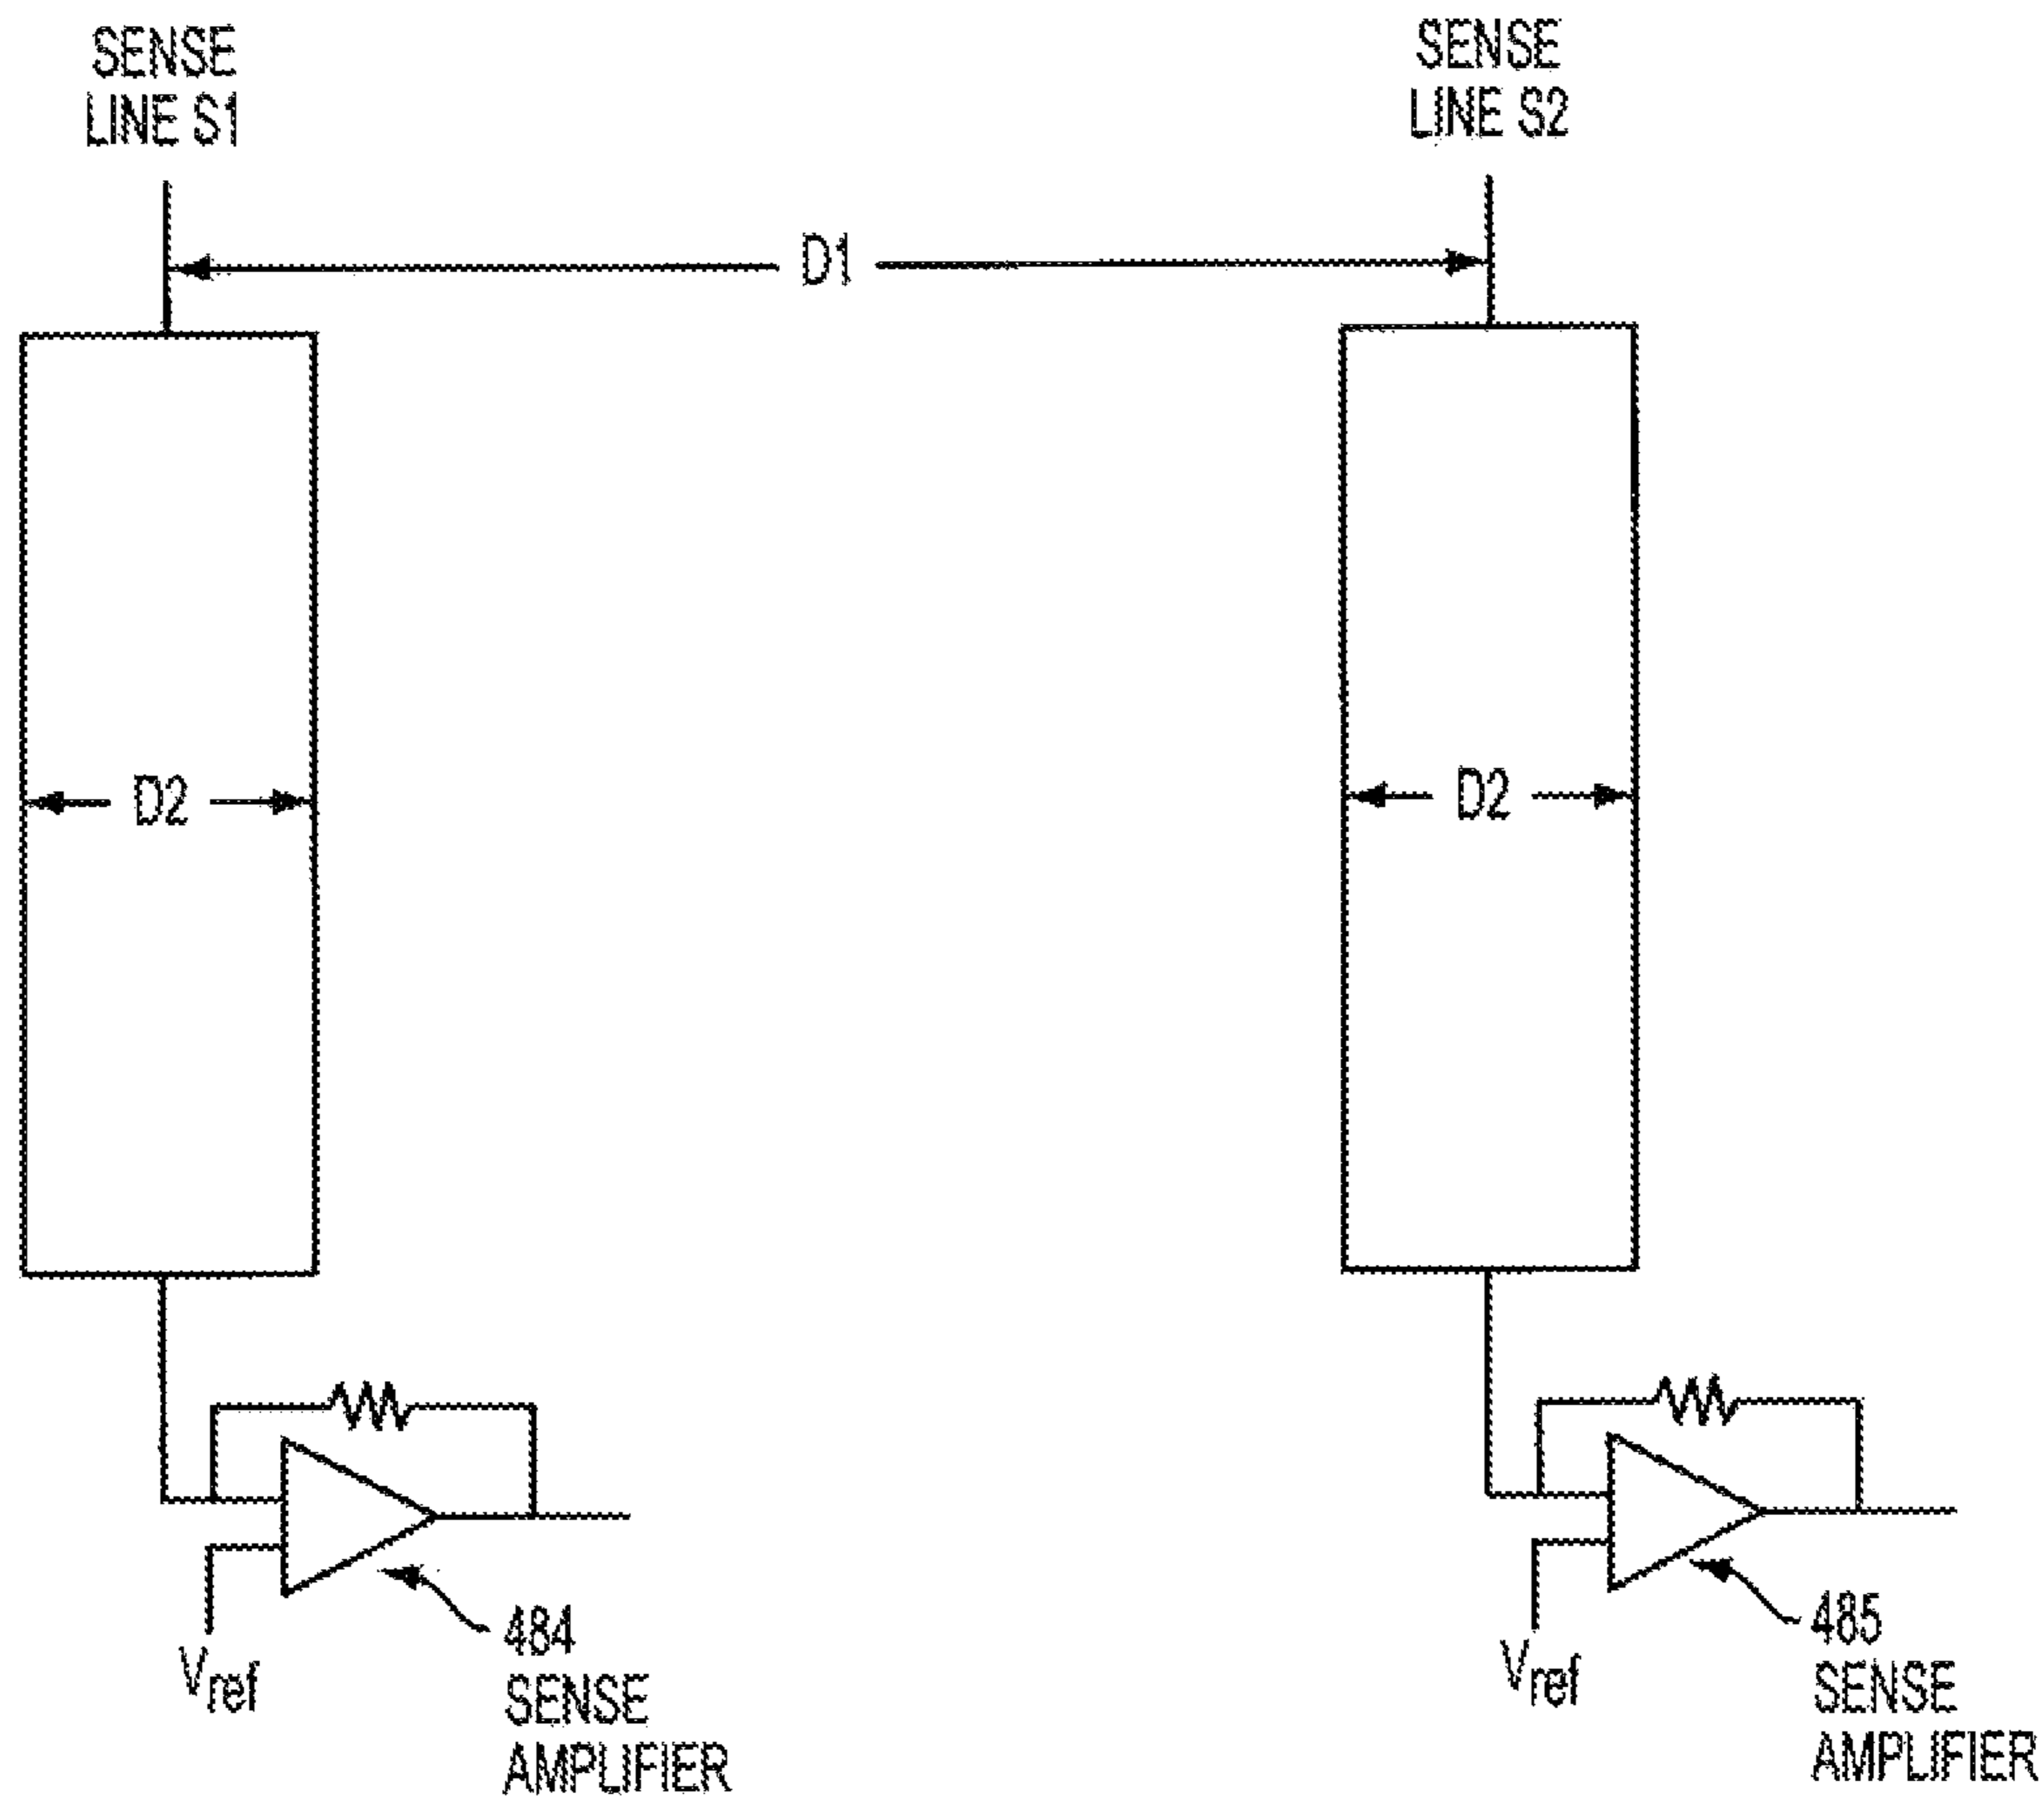 SENSE
LINE S1
SENSE
LINE S2
D1
D2
D2
Vref
484
SENSE
AMPLIFIER
Vref
485
SENSE
AMPLIFIER